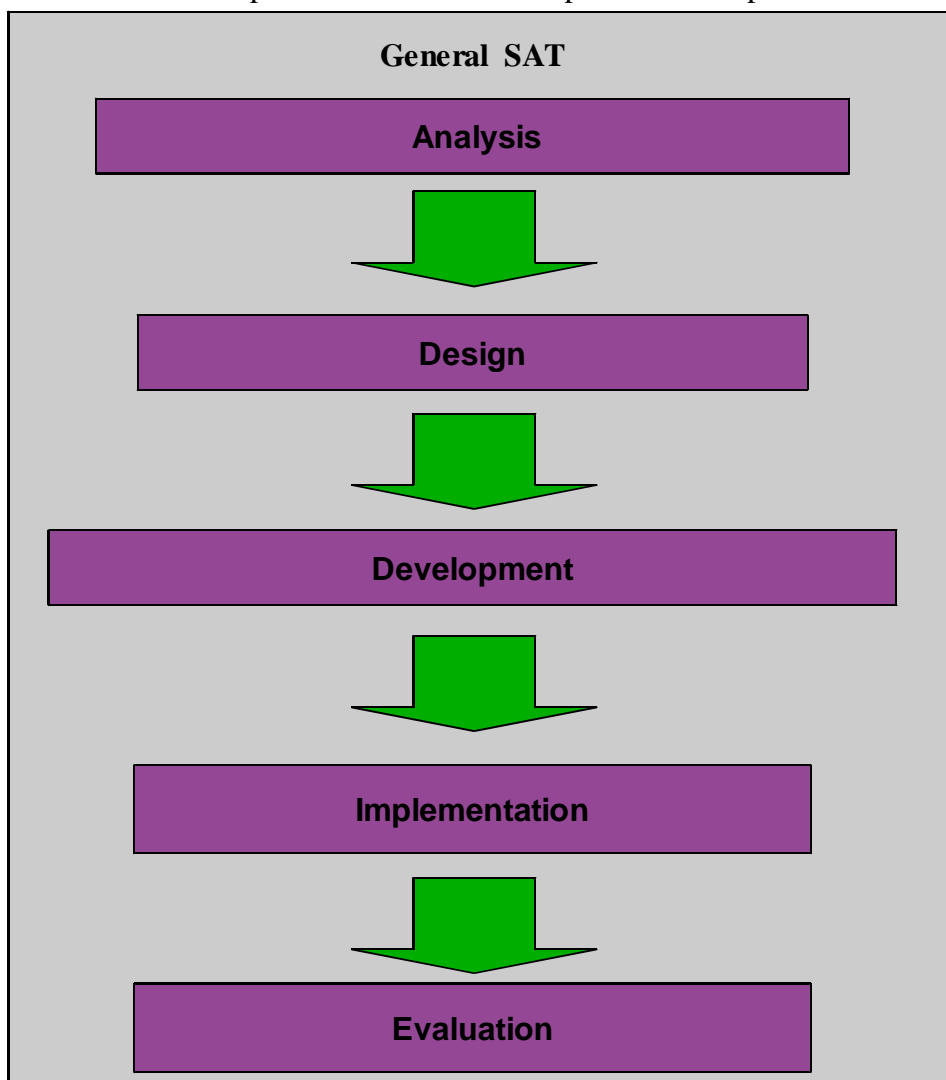 General SAT
Analysis
Design
Development
Implementation
Evaluation